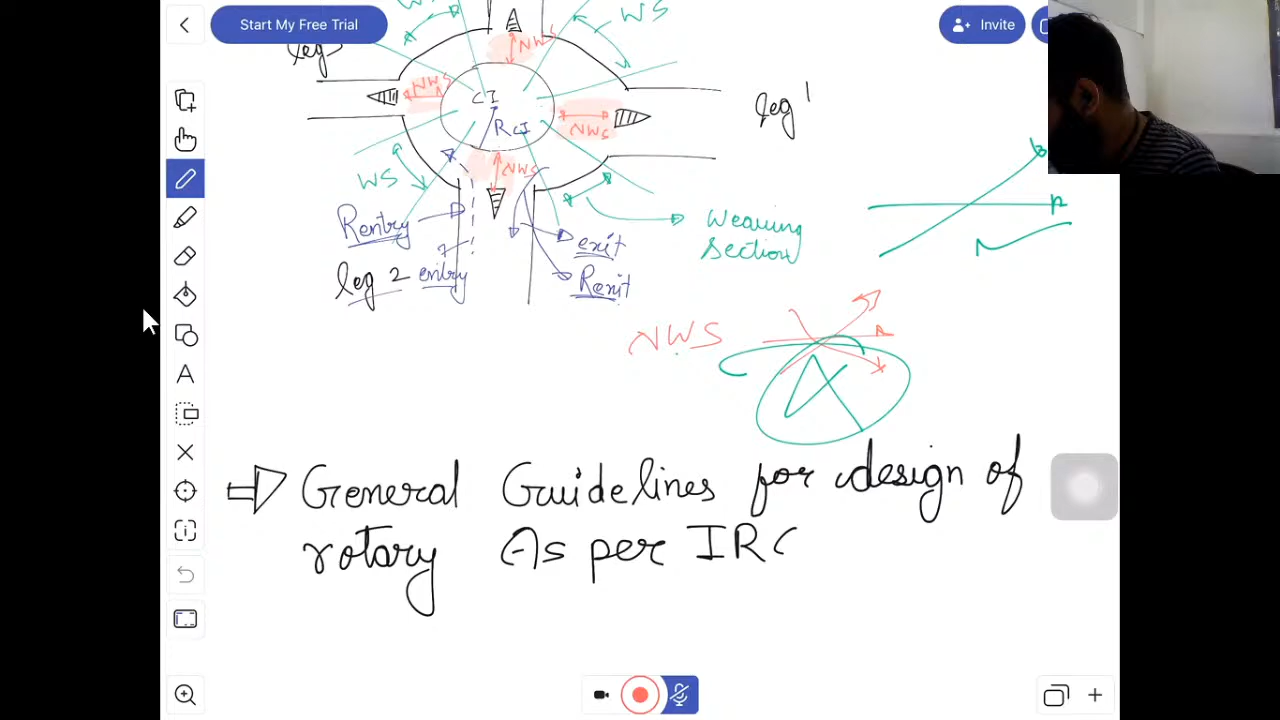 Start My Free Trial
Invite
WS
NWS
leg
NWS
CI
RCI
NWS
leg 1
WS
NWS
Rentry
exit
Weaving
Section
leg 2 entry
Rexit
NWS
⇒ General Guidelines for design of
rotary As per IRC